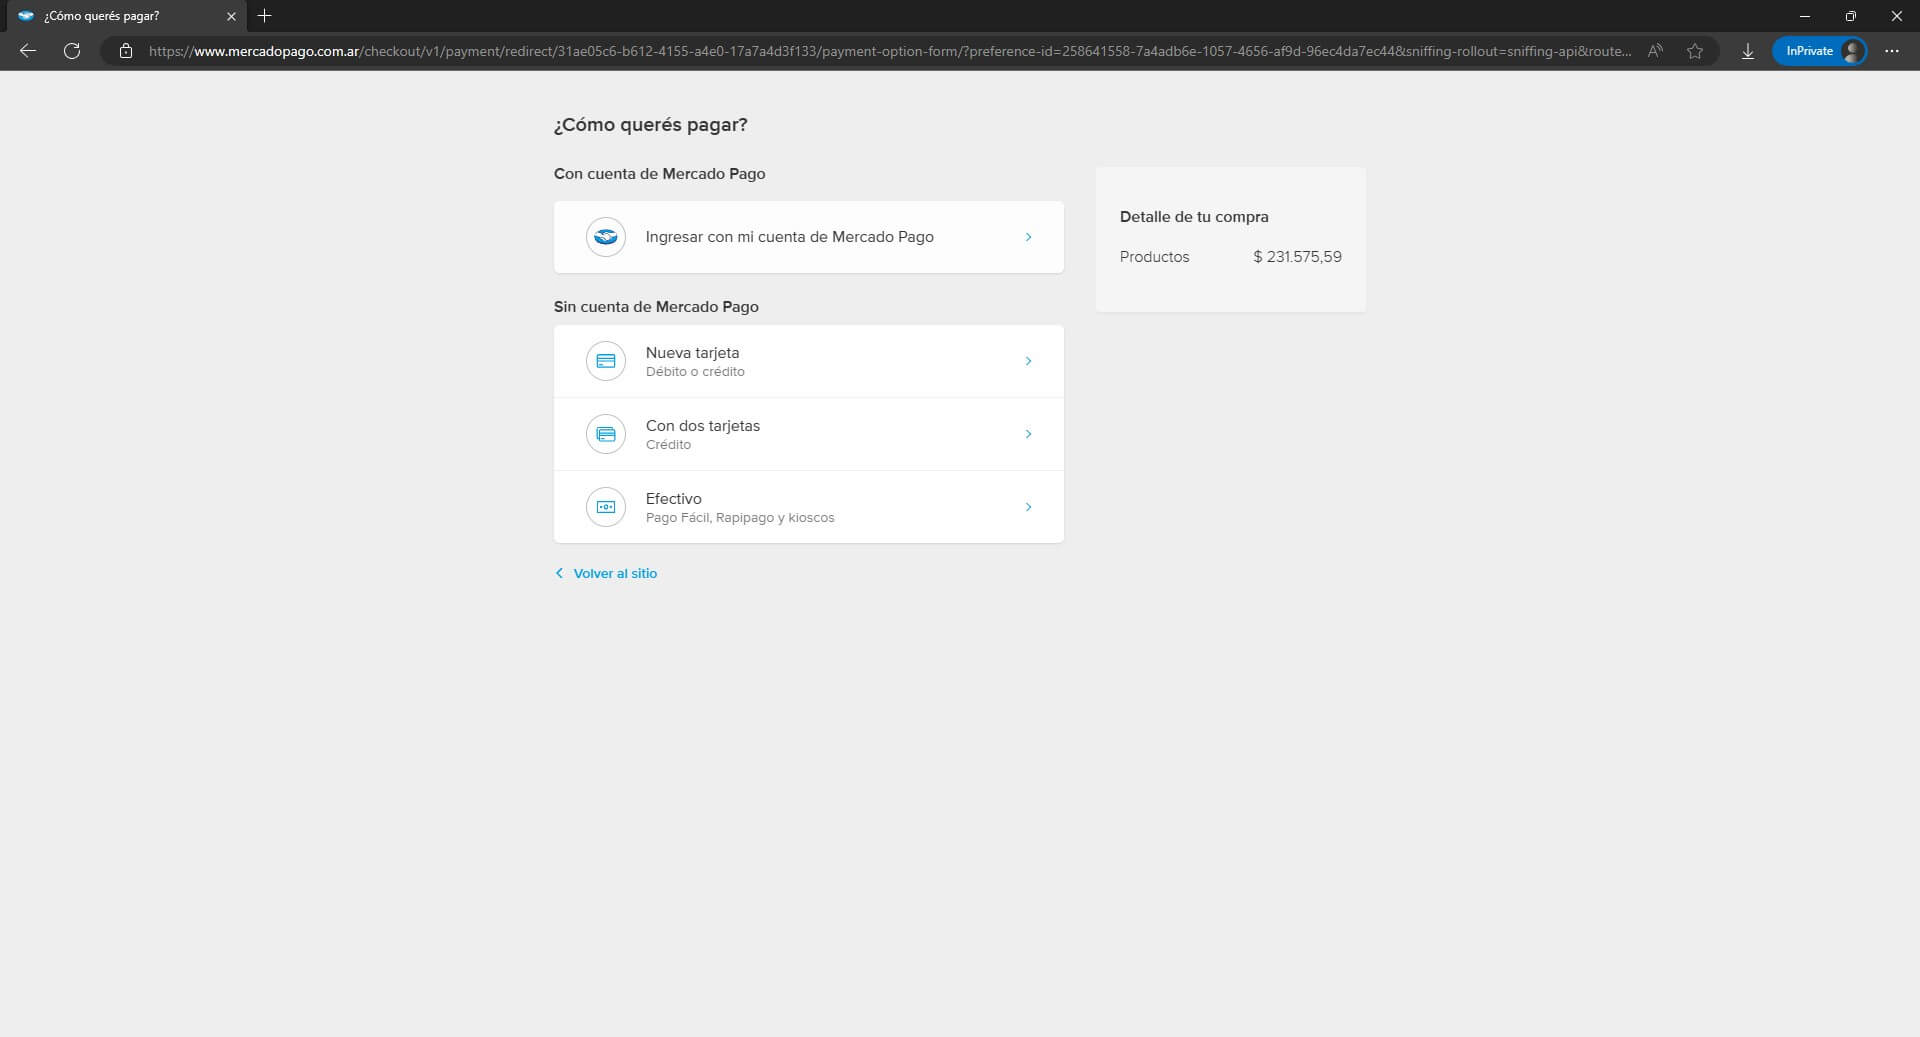 ¿Cómo querés pagar?
https://www.mercadopago.com.ar/checkout/v1/payment/redirect/31ae05c6-b612-4155-a4e0-17a7a4d3f133/payment-option-form/?preference-id=258641558-7a4adb6e-1057-4656-af9d-96ec4da7ec44&sniffing-rollout=sniffing-api&route...
InPrivate
¿Cómo querés pagar?
Con cuenta de Mercado Pago
Ingresar con mi cuenta de Mercado Pago
Sin cuenta de Mercado Pago
Nueva tarjeta
Débito o crédito
Con dos tarjetas
Crédito
Efectivo
Pago Fácil, Rapipago y kioscos
Volver al sitio
Detalle de tu compra
Productos $ 231.575,59